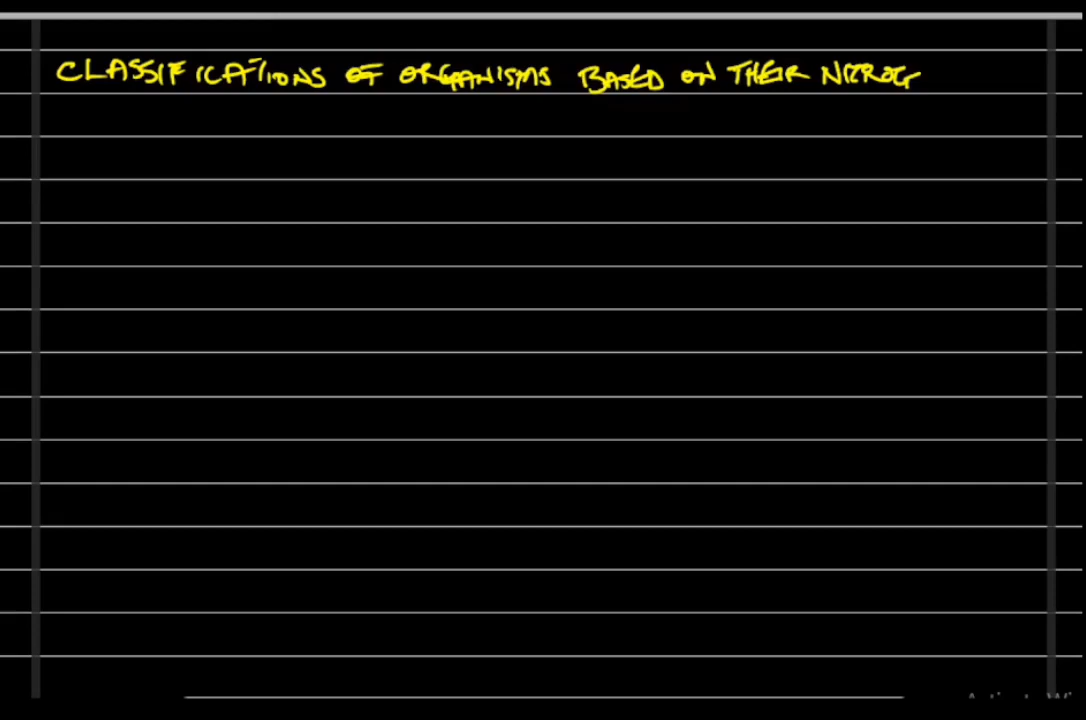 CLASSIFICATIONS OF ORGANISMS BASED ON THEIR NITROG